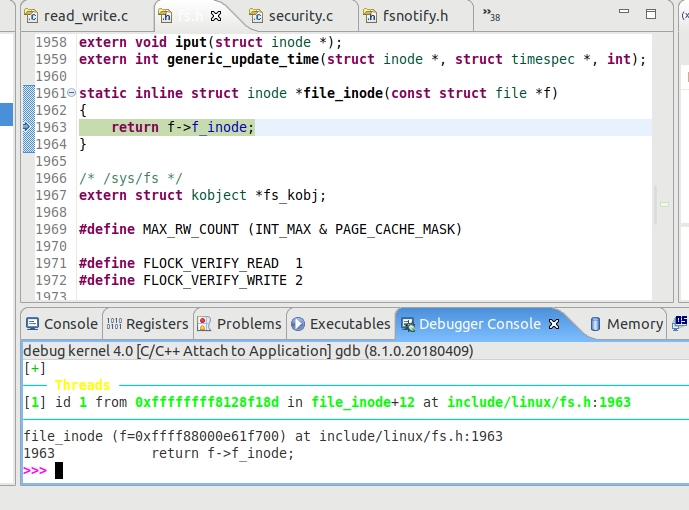 read_write.c fs.h security.c fsnotify.h »38
1958 extern void iput(struct inode *);
1959 extern int generic_update_time(struct inode *, struct timespec *, int);
1960
1961 static inline struct inode *file_inode(const struct file *f)
1962 {
1963     return f->f_inode;
1964 }
1965
1966 /* /sys/fs */
1967 extern struct kobject *fs_kobj;
1968
1969 #define MAX_RW_COUNT (INT_MAX & PAGE_CACHE_MASK)
1970
1971 #define FLOCK_VERIFY_READ  1
1972 #define FLOCK_VERIFY_WRITE 2
1973
Console Registers Problems Executables Debugger Console Memory OS
debug kernel 4.0 [C/C++ Attach to Application] gdb (8.1.0.20180409)
[+]
Threads
[1] id 1 from 0xffffffff8128f18d in file_inode+12 at include/linux/fs.h:1963
file_inode (f=0xffff88000e61f700) at include/linux/fs.h:1963
1963            return f->f_inode;
>>>